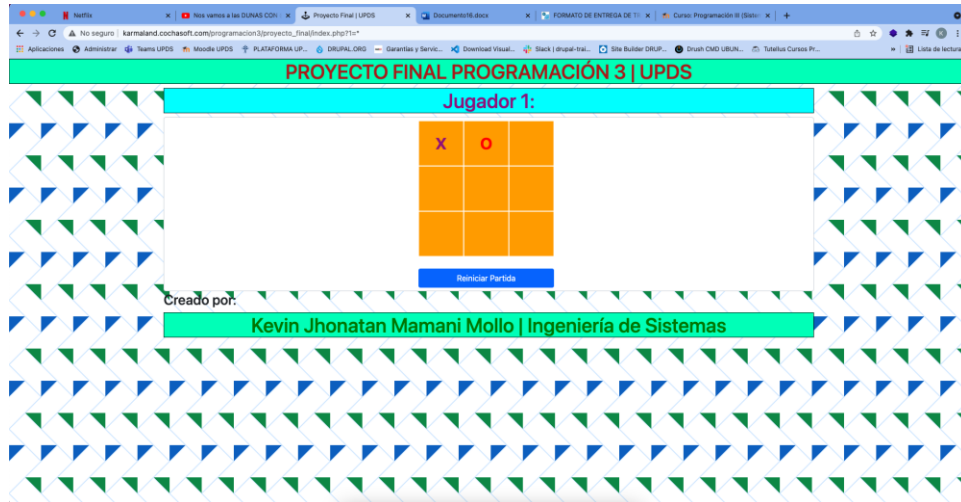 Netflix
Nos vamos a las DUNAS CON
Proyecto Final | UPDS
Documento16.docx
FORMATO DE ENTREGA DE
Curso: Programación III (Sister
No seguro | karmaland.cochasoft.com/programacion3/proyecto_final/index.php?1=*
Aplicaciones Administrar Teams UPDS Moodle UPDS PLATAFORMA UP... DRUPAL.ORG Garantías y Servic... Download Visual... Slack | drupal-trai... Site Builder DRUP... Drush CMD UBUN... Tutellus Cursos Pr... » Lista de lectura
PROYECTO FINAL PROGRAMACIÓN 3 | UPDS
Jugador 1:
X O
Reiniciar Partida
Creado por:
Kevin Jhonatan Mamani Mollo | Ingeniería de Sistemas